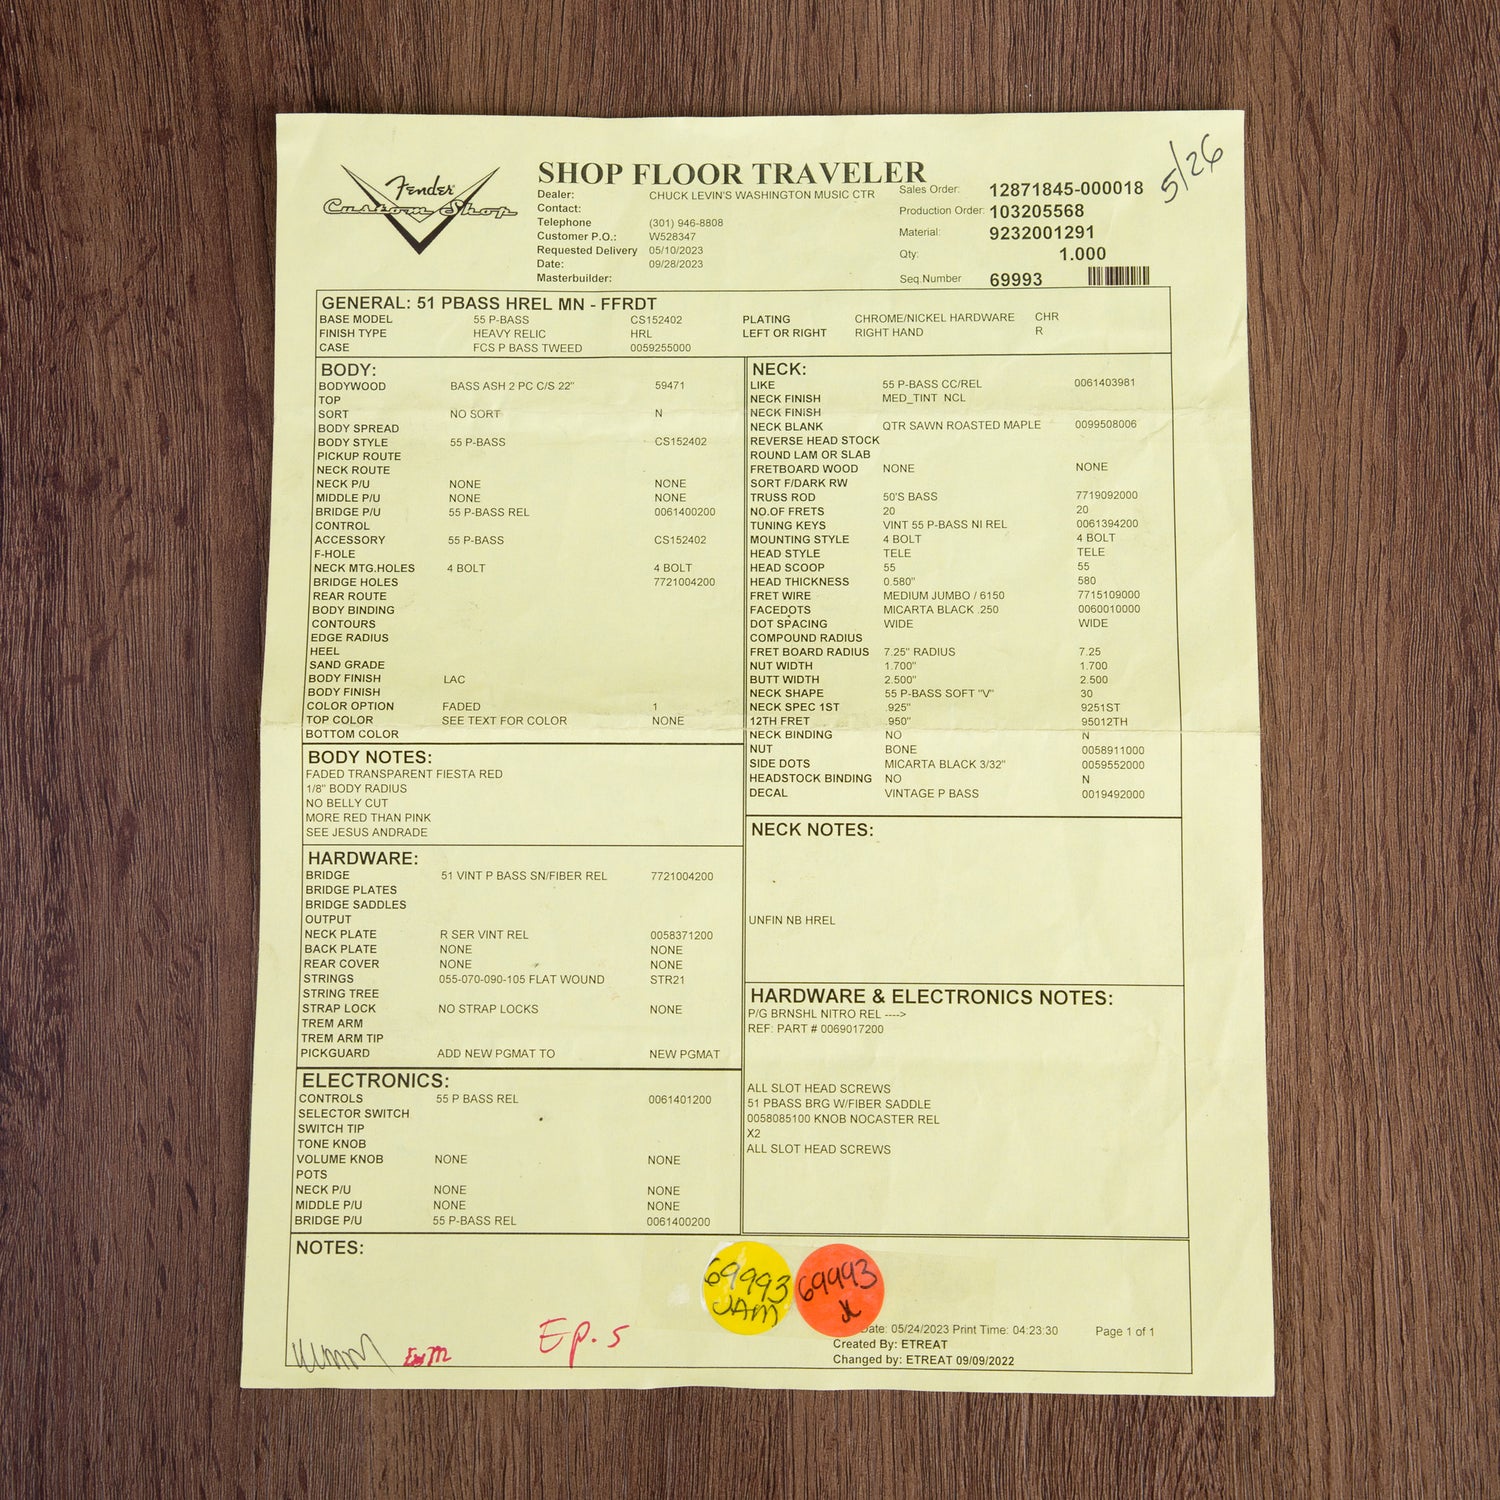 Fender
Custom Shop
SHOP FLOOR TRAVELER
5/26
Dealer: CHUCK LEVIN'S WASHINGTON MUSIC CTR
Contact:
Telephone (301) 946-8808
Customer P.O.: W528347
Requested Delivery 05/10/2023
Date: 09/28/2023
Masterbuilder:
Sales Order: 12871845-000018
Production Order: 103205568
Material: 9232001291
Qty: 1.000
Seq.Number 69993
GENERAL: 51 PBASS HREL MN - FFRDT
BASE MODEL 55 P-BASS CS152402 PLATING CHROME/NICKEL HARDWARE CHR
FINISH TYPE HEAVY RELIC HRL LEFT OR RIGHT RIGHT HAND R
CASE FCS P BASS TWEED 0059255000
BODY:
BODYWOOD BASS ASH 2 PC C/S 22" 59471
TOP
SORT NO SORT N
BODY SPREAD
BODY STYLE 55 P-BASS CS152402
PICKUP ROUTE
NECK ROUTE
NECK P/U NONE NONE
MIDDLE P/U NONE NONE
BRIDGE P/U 55 P-BASS REL 0061400200
CONTROL
ACCESSORY 55 P-BASS CS152402
F-HOLE
NECK MTG.HOLES 4 BOLT 4 BOLT
BRIDGE HOLES 7721004200
REAR ROUTE
BODY BINDING
CONTOURS
EDGE RADIUS
HEEL
SAND GRADE
BODY FINISH LAC
BODY FINISH
COLOR OPTION FADED 1
TOP COLOR SEE TEXT FOR COLOR NONE
BOTTOM COLOR
BODY NOTES:
FADED TRANSPARENT FIESTA RED
1/8" BODY RADIUS
NO BELLY CUT
MORE RED THAN PINK
SEE JESUS ANDRADE
HARDWARE:
BRIDGE 51 VINT P BASS SN/FIBER REL 7721004200
BRIDGE PLATES
BRIDGE SADDLES
OUTPUT
NECK PLATE R SER VINT REL 0058371200
BACK PLATE NONE NONE
REAR COVER NONE NONE
STRINGS 055-070-090-105 FLAT WOUND STR21
STRING TREE
STRAP LOCK NO STRAP LOCKS NONE
TREM ARM
TREM ARM TIP
PICKGUARD ADD NEW PGMAT TO NEW PGMAT
ELECTRONICS:
CONTROLS 55 P BASS REL 0061401200
SELECTOR SWITCH
SWITCH TIP
TONE KNOB
VOLUME KNOB NONE NONE
POTS
NECK P/U NONE NONE
MIDDLE P/U NONE NONE
BRIDGE P/U 55 P-BASS REL 0061400200
NECK:
LIKE 55 P-BASS CC/REL 0061403981
NECK FINISH MED_TINT NCL
NECK FINISH
NECK BLANK QTR SAWN ROASTED MAPLE 0099508006
REVERSE HEAD STOCK
ROUND LAM OR SLAB
FRETBOARD WOOD NONE NONE
SORT F/DARK RW
TRUSS ROD 50'S BASS 7719092000
NO.OF FRETS 20 20
TUNING KEYS VINT 55 P-BASS NI REL 0061394200
MOUNTING STYLE 4 BOLT 4 BOLT
HEAD STYLE TELE TELE
HEAD SCOOP 55 55
HEAD THICKNESS 0.580" 580
FRET WIRE MEDIUM JUMBO / 6150 7715109000
FACEDOTS MICARTA BLACK .250 0060010000
DOT SPACING WIDE WIDE
COMPOUND RADIUS
FRET BOARD RADIUS 7.25" RADIUS 7.25
NUT WIDTH 1.700" 1.700
BUTT WIDTH 2.500" 2.500
NECK SHAPE 55 P-BASS SOFT "V" 30
NECK SPEC 1ST .925" 9251ST
12TH FRET .950" 95012TH
NECK BINDING NO N
NUT BONE 0058911000
SIDE DOTS MICARTA BLACK 3/32" 0059552000
HEADSTOCK BINDING NO N
DECAL VINTAGE P BASS 0019492000
NECK NOTES:
UNFIN NB HREL
HARDWARE & ELECTRONICS NOTES:
P/G BRNSHL NITRO REL ---->
REF: PART # 0069017200
ALL SLOT HEAD SCREWS
51 PBASS BRG W/FIBER SADDLE
0058085100 KNOB NOCASTER REL
X2
ALL SLOT HEAD SCREWS
NOTES:
69993
JAM
69993
Ep. 5
Date: 05/24/2023 Print Time: 04:23:30 Page 1 of 1
Created By: ETREAT
Changed by: ETREAT 09/09/2022